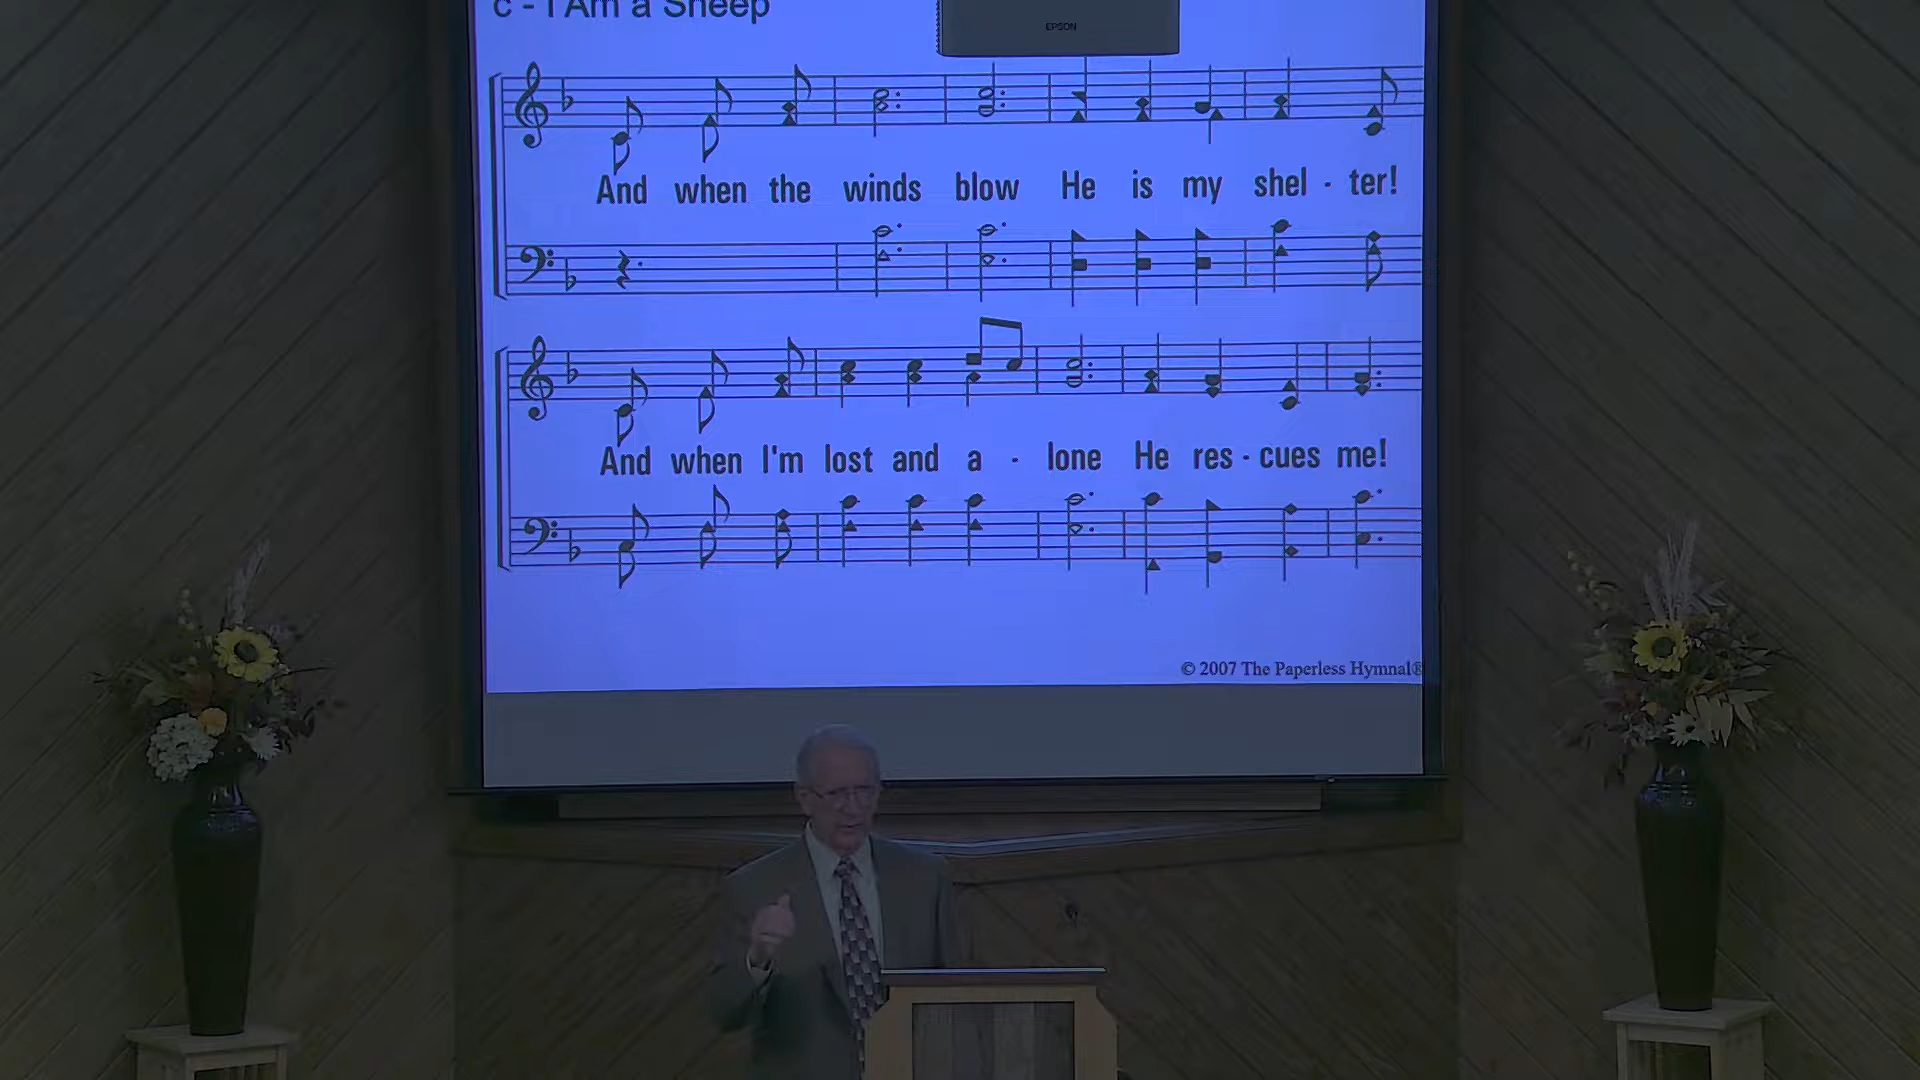 c - I Am a Sheep
EPSON
And when the winds blow He is my shel - ter!
And when I'm lost and a - lone He res - cues me!
© 2007 The Paperless Hymnal®